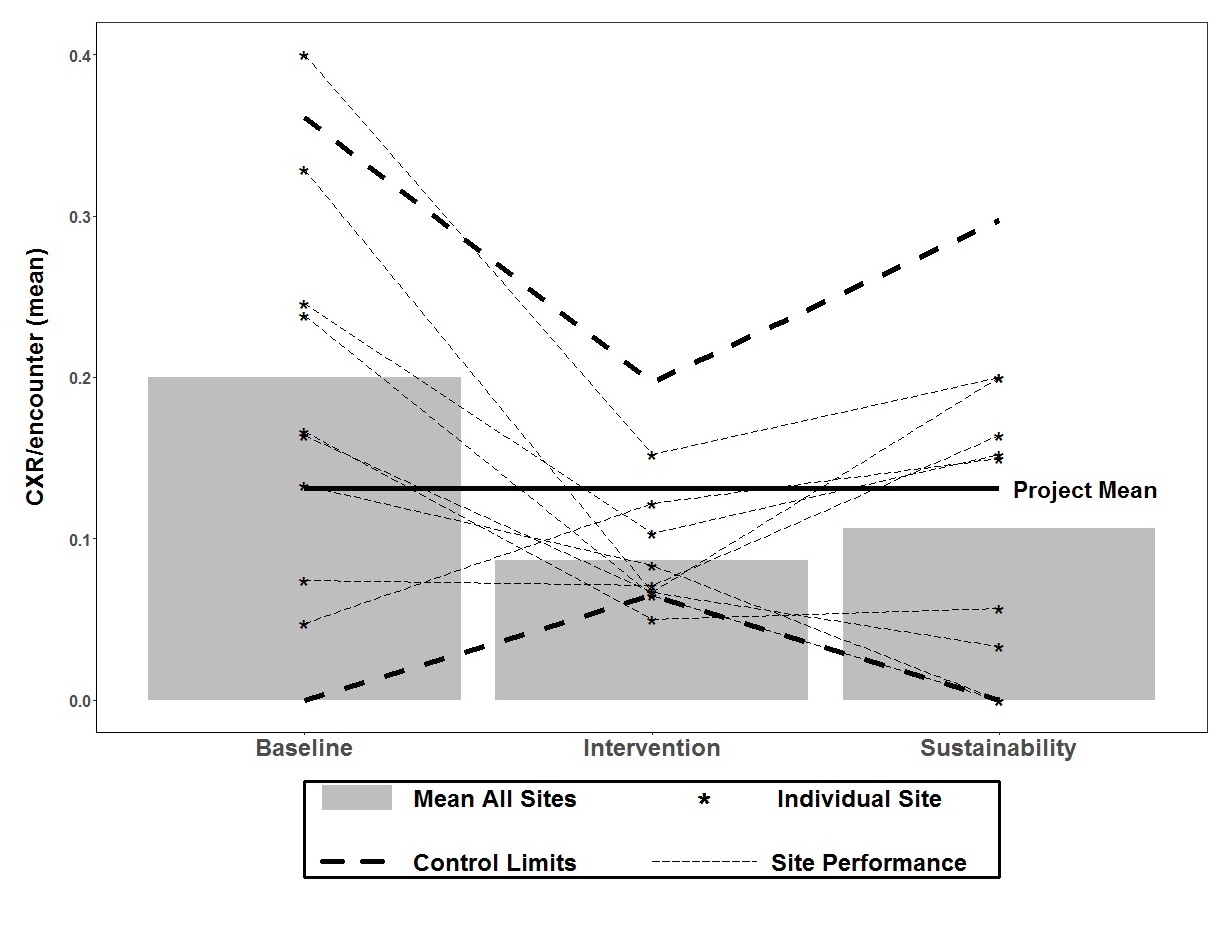 CXR/encounter (mean)
0.4
0.3
0.2
0.1
0.0
Project Mean
Baseline Intervention Sustainability
Mean All Sites * Individual Site
Control Limits Site Performance